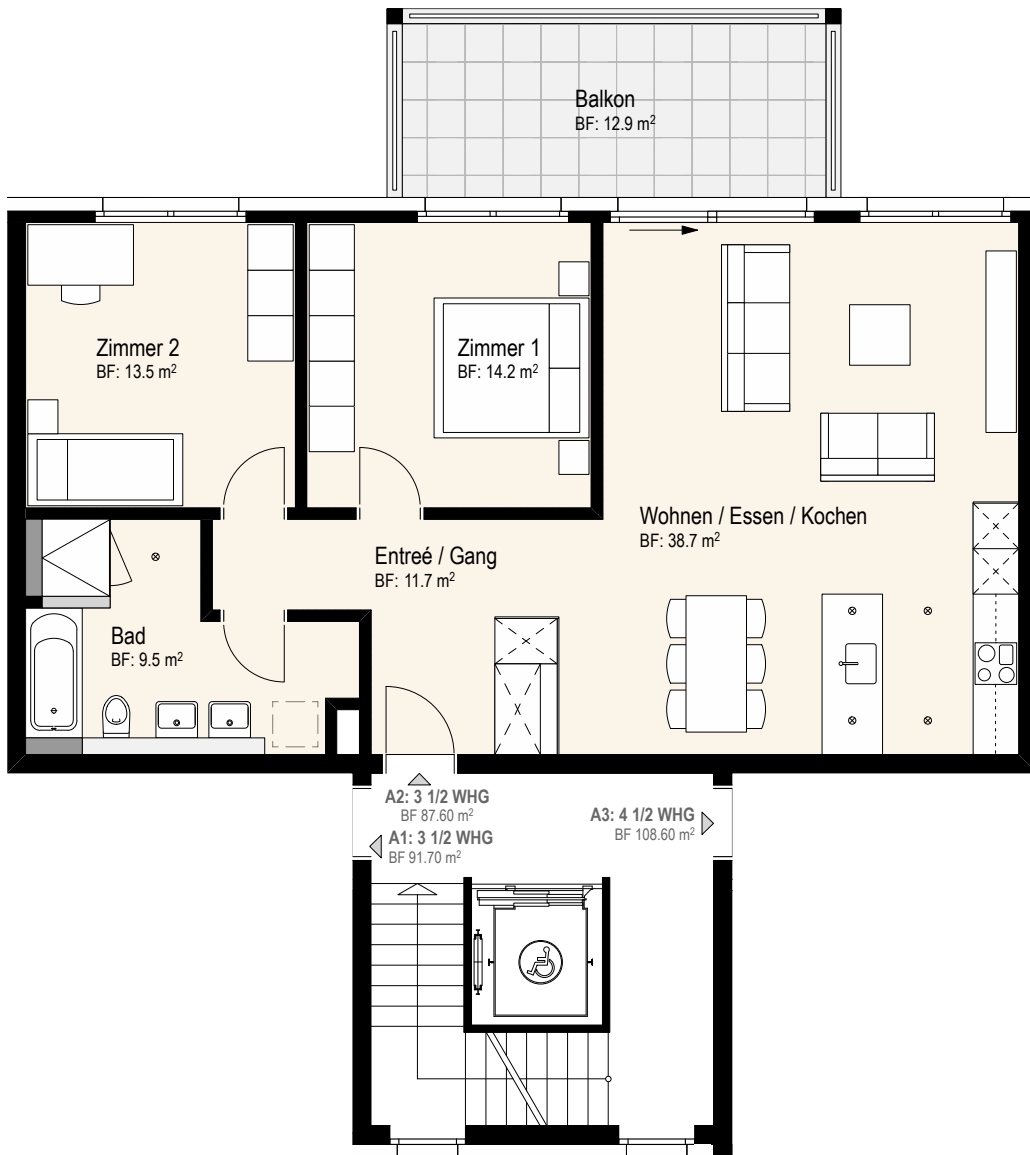 Balkon
BF: 12.9 m²
Zimmer 2
BF: 13.5 m²
Zimmer 1
BF: 14.2 m²
Wohnen / Essen / Kochen
BF: 38.7 m²
Entreé / Gang
BF: 11.7 m²
Bad
BF: 9.5 m²
A2: 3 1/2 WHG
BF 87.60 m²
A1: 3 1/2 WHG
BF 91.70 m²
A3: 4 1/2 WHG
BF 108.60 m²